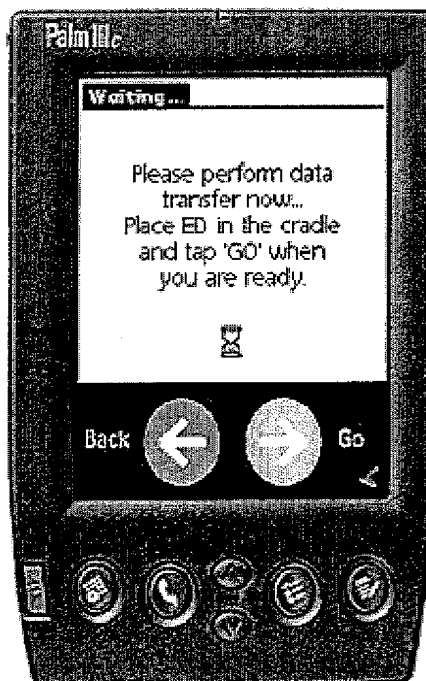 Palm IIIc
Waiting...
Please perform data
transfer now...
Place ED in the cradle
and tap 'GO' when
you are ready.
Back
Go